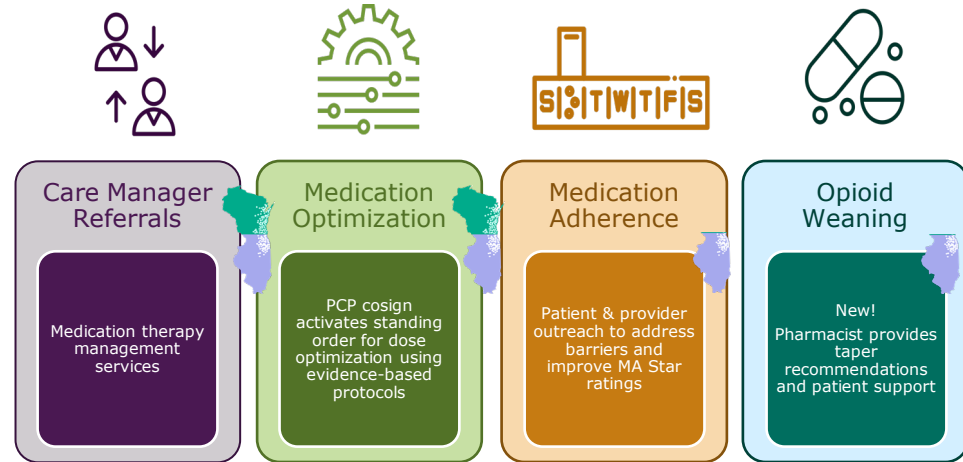 S T W T F S
Care Manager
Referrals
Medication therapy
management
services
Medication
Optimization
PCP cosign
activates standing
order for dose
optimization using
evidence-based
protocols
Medication
Adherence
Patient & provider
outreach to address
barriers and
improve MA Star
ratings
Opioid
Weaning
New!
Pharmacist provides
taper
recommendations
and patient support